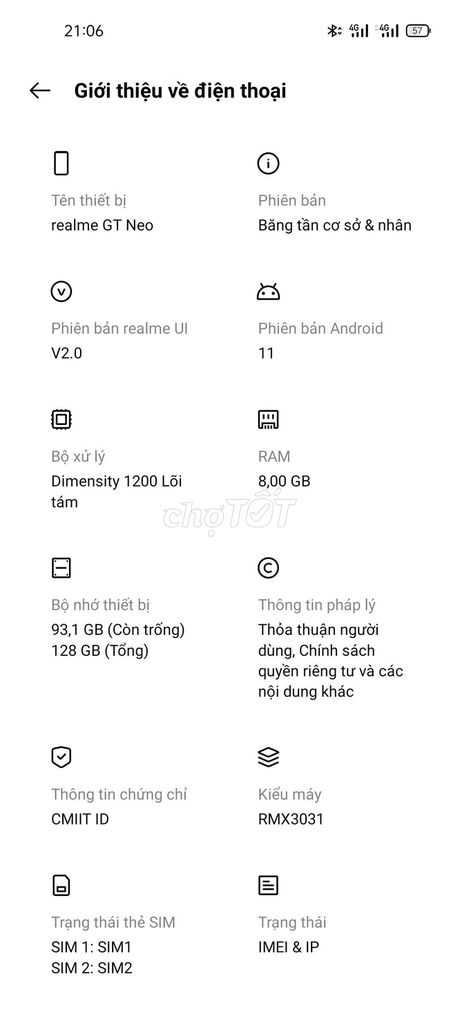 21:06
4G 4G 57
Giới thiệu về điện thoại
Tên thiết bị
realme GT Neo
Phiên bản
Băng tần cơ sở & nhân
Phiên bản realme UI
V2.0
Phiên bản Android
11
Bộ xử lý
Dimensity 1200 Lõi
tám
RAM
8,00 GB
chợTỐT
Bộ nhớ thiết bị
93,1 GB (Còn trống)
128 GB (Tổng)
Thông tin pháp lý
Thỏa thuận người
dùng, Chính sách
quyền riêng tư và các
nội dung khác
Thông tin chứng chỉ
CMIIT ID
Kiểu máy
RMX3031
Trạng thái thẻ SIM
SIM 1: SIM1
SIM 2: SIM2
Trạng thái
IMEI & IP